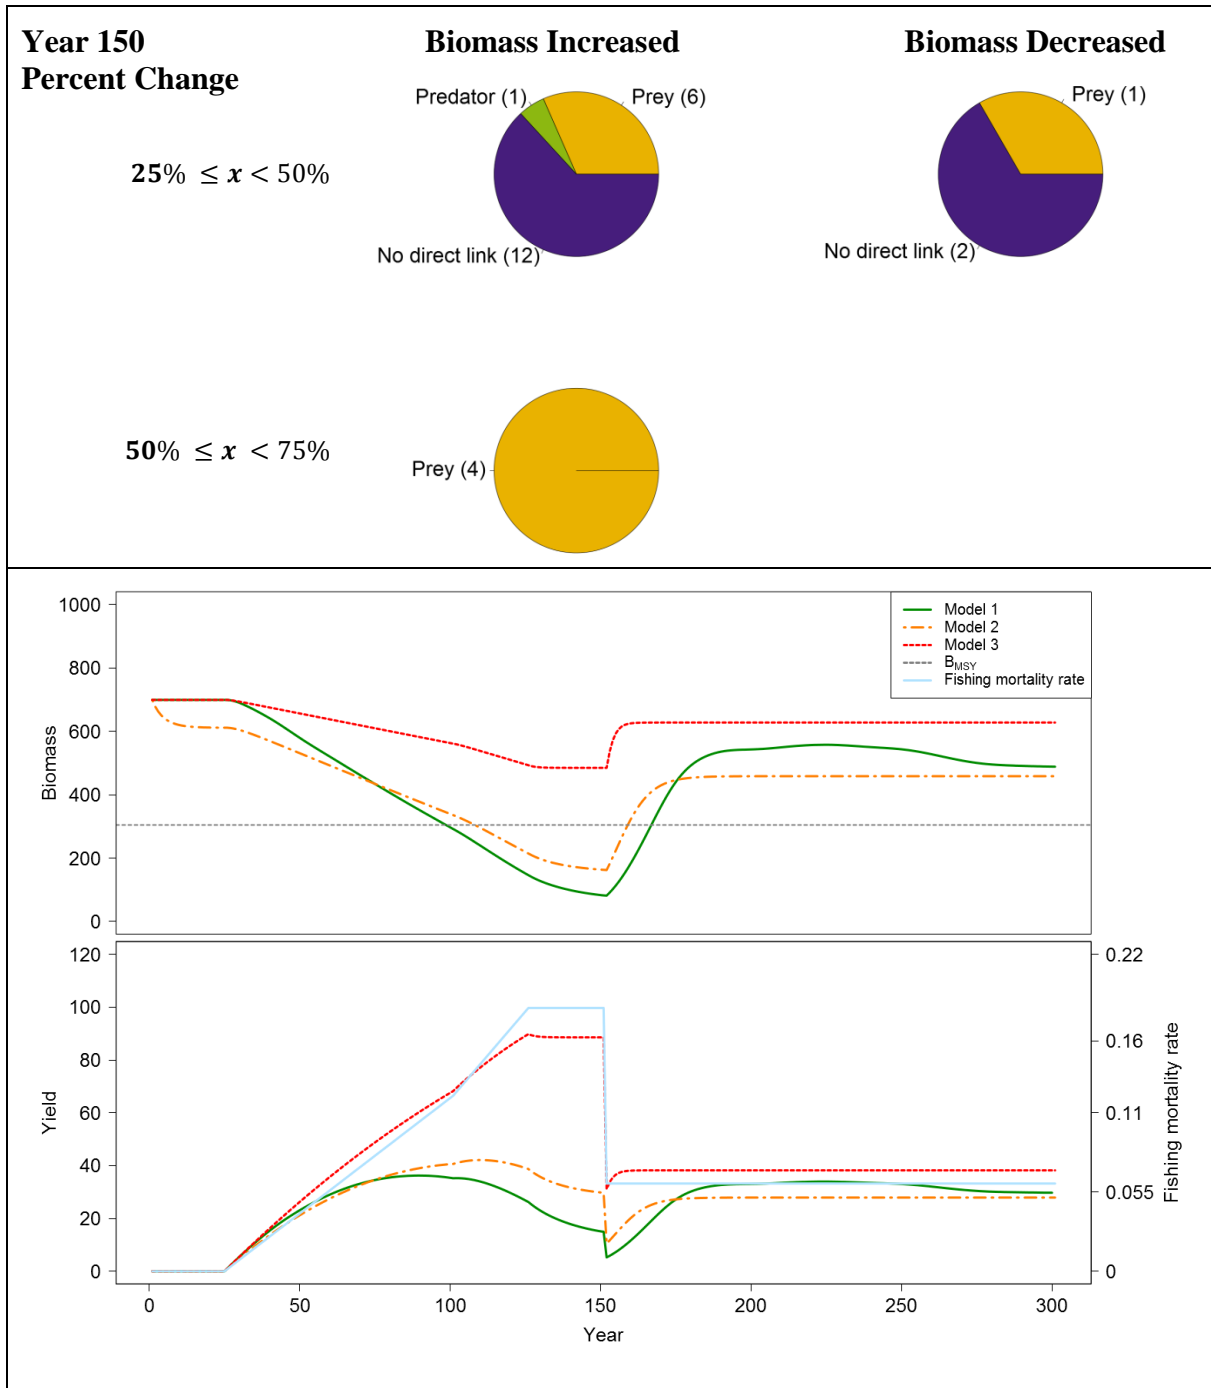 Year 150
Percent Change
Biomass Increased
Biomass Decreased
25% ≤ x < 50%
Predator (1)
Prey (6)
No direct link (12)
Prey (1)
No direct link (2)
50% ≤ x < 75%
Prey (4)
1000
800
600
400
200
0
Biomass
Model 1
Model 2
Model 3
BMSY
Fishing mortality rate
120
100
80
60
40
20
0
Yield
0.22
0.16
0.11
0.055
0
Fishing mortality rate
0 50 100 150 200 250 300
Year